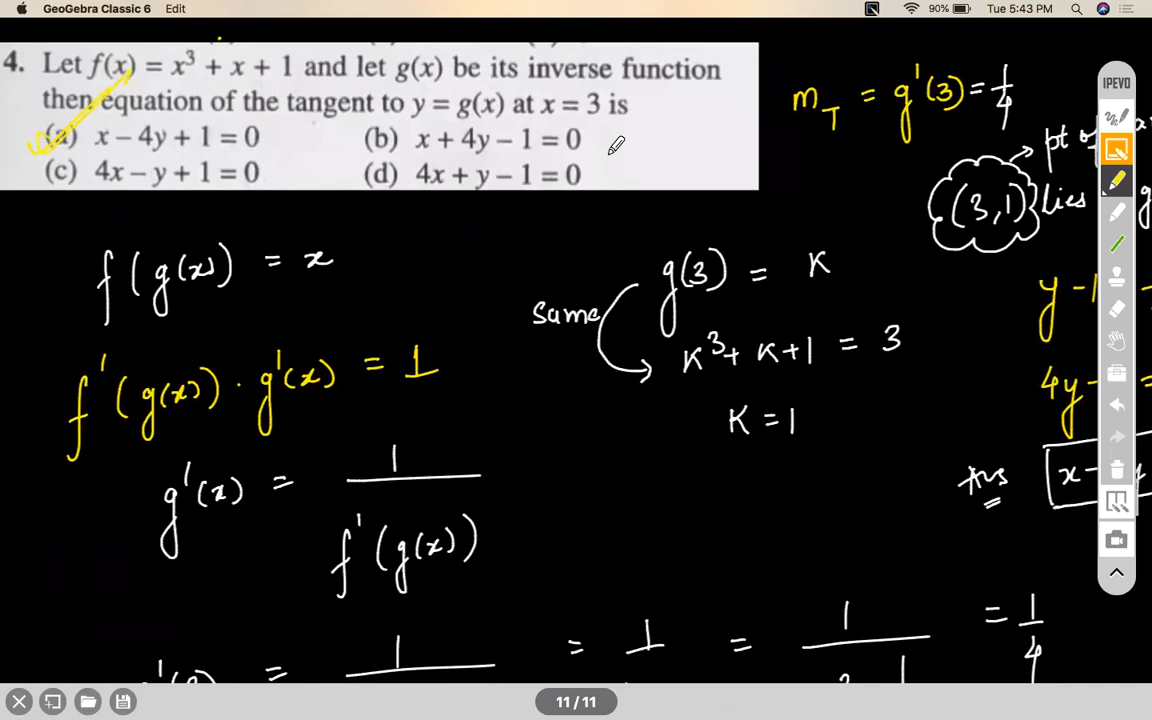 GeoGebra Classic 6 Edit 90% Tue 5:43 PM
4. Let f(x) = x³ + x + 1 and let g(x) be its inverse function
then equation of the tangent to y = g(x) at x = 3 is
(a) x − 4y + 1 = 0 (b) x + 4y − 1 = 0
(c) 4x − y + 1 = 0 (d) 4x + y − 1 = 0
m_T = g'(3) = 1/4
IPEVO
pt of
(3,1) lies
f(g(x)) = x
g(3) = K
Same
y - 1
f'(g(x)) · g'(x) = 1
K³ + K + 1 = 3
4y -
K = 1
g'(x) = 1/f'(g(x))
Ans x -
= 1 = 1 = 1/4
11 / 11